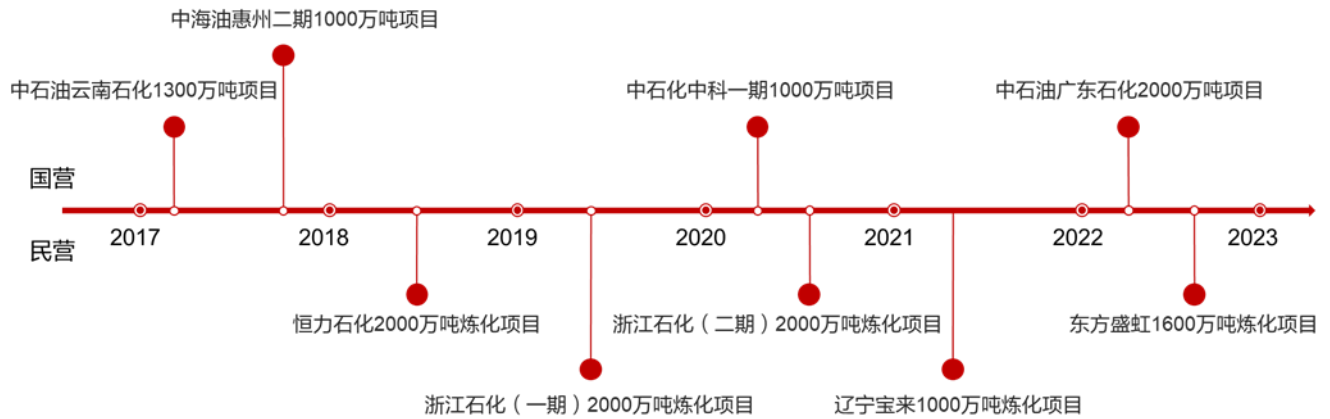 中海油惠州二期1000万吨项目
中石油云南石化1300万吨项目
中石化中科一期1000万吨项目
中石油广东石化2000万吨项目
国营
民营
2017
2018
2019
2020
2021
2022
2023
恒力石化2000万吨炼化项目
浙江石化（二期）2000万吨炼化项目
东方盛虹1600万吨炼化项目
浙江石化（一期）2000万吨炼化项目
辽宁宝来1000万吨炼化项目